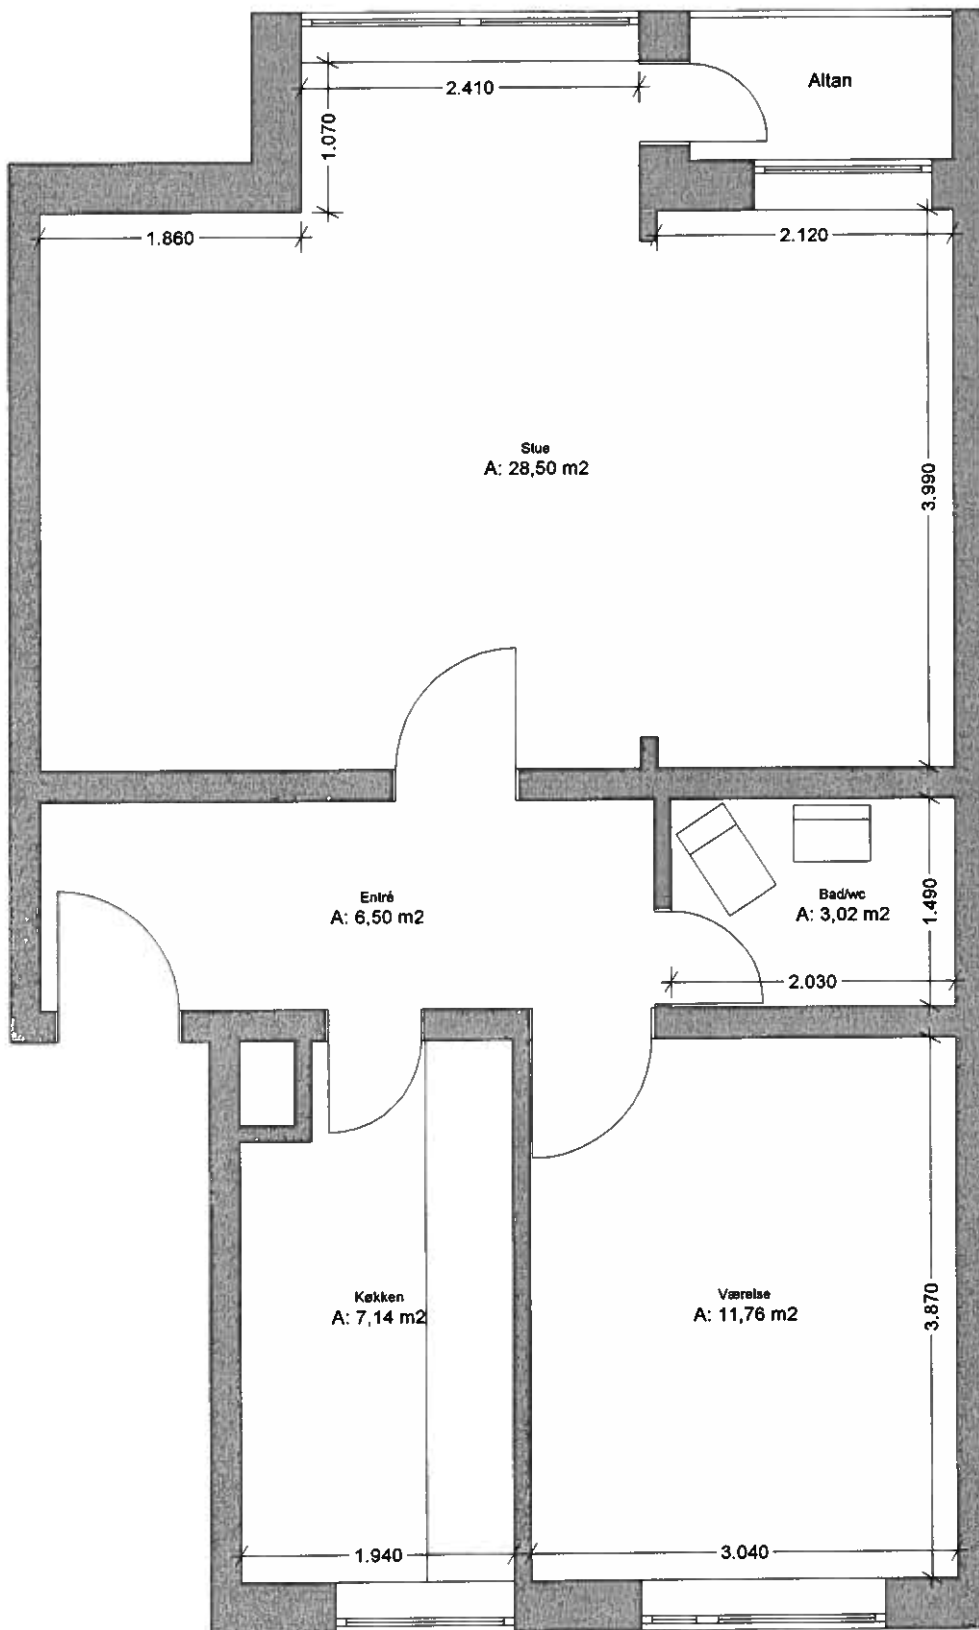 2.410
Altan
1.070
1.860
2.120
Stue
A: 28,50 m2
3.990
Entré
A: 6,50 m2
Bad/wc
A: 3,02 m2
1.490
2.030
Køkken
A: 7,14 m2
Værelse
A: 11,76 m2
3.870
1.940
3.040